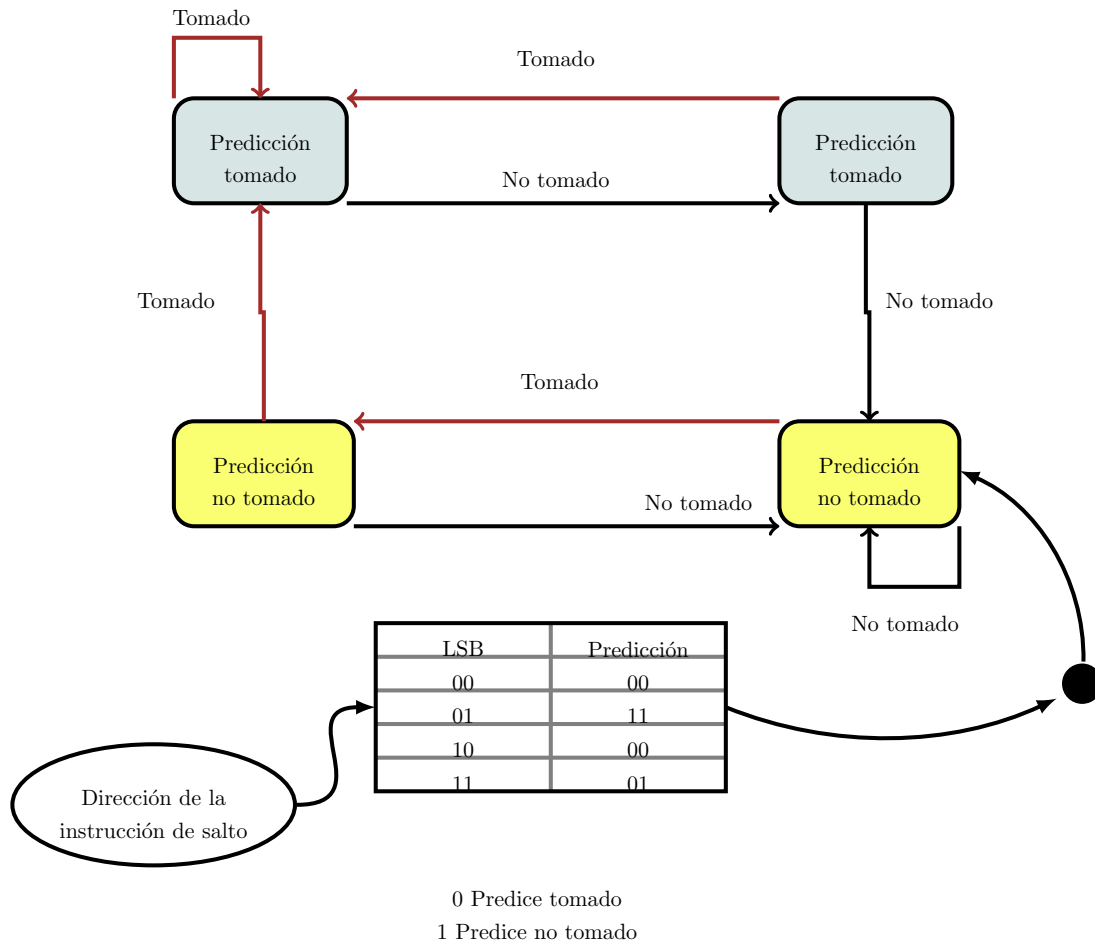 Tomado
Tomado
Predicción
tomado
Predicción
tomado
No tomado
Tomado
No tomado
Tomado
Predicción
no tomado
Predicción
no tomado
No tomado
No tomado
LSB Predicción
00 00
01 11
10 00
11 01
Dirección de la
instrucción de salto
0 Predice tomado
1 Predice no tomado